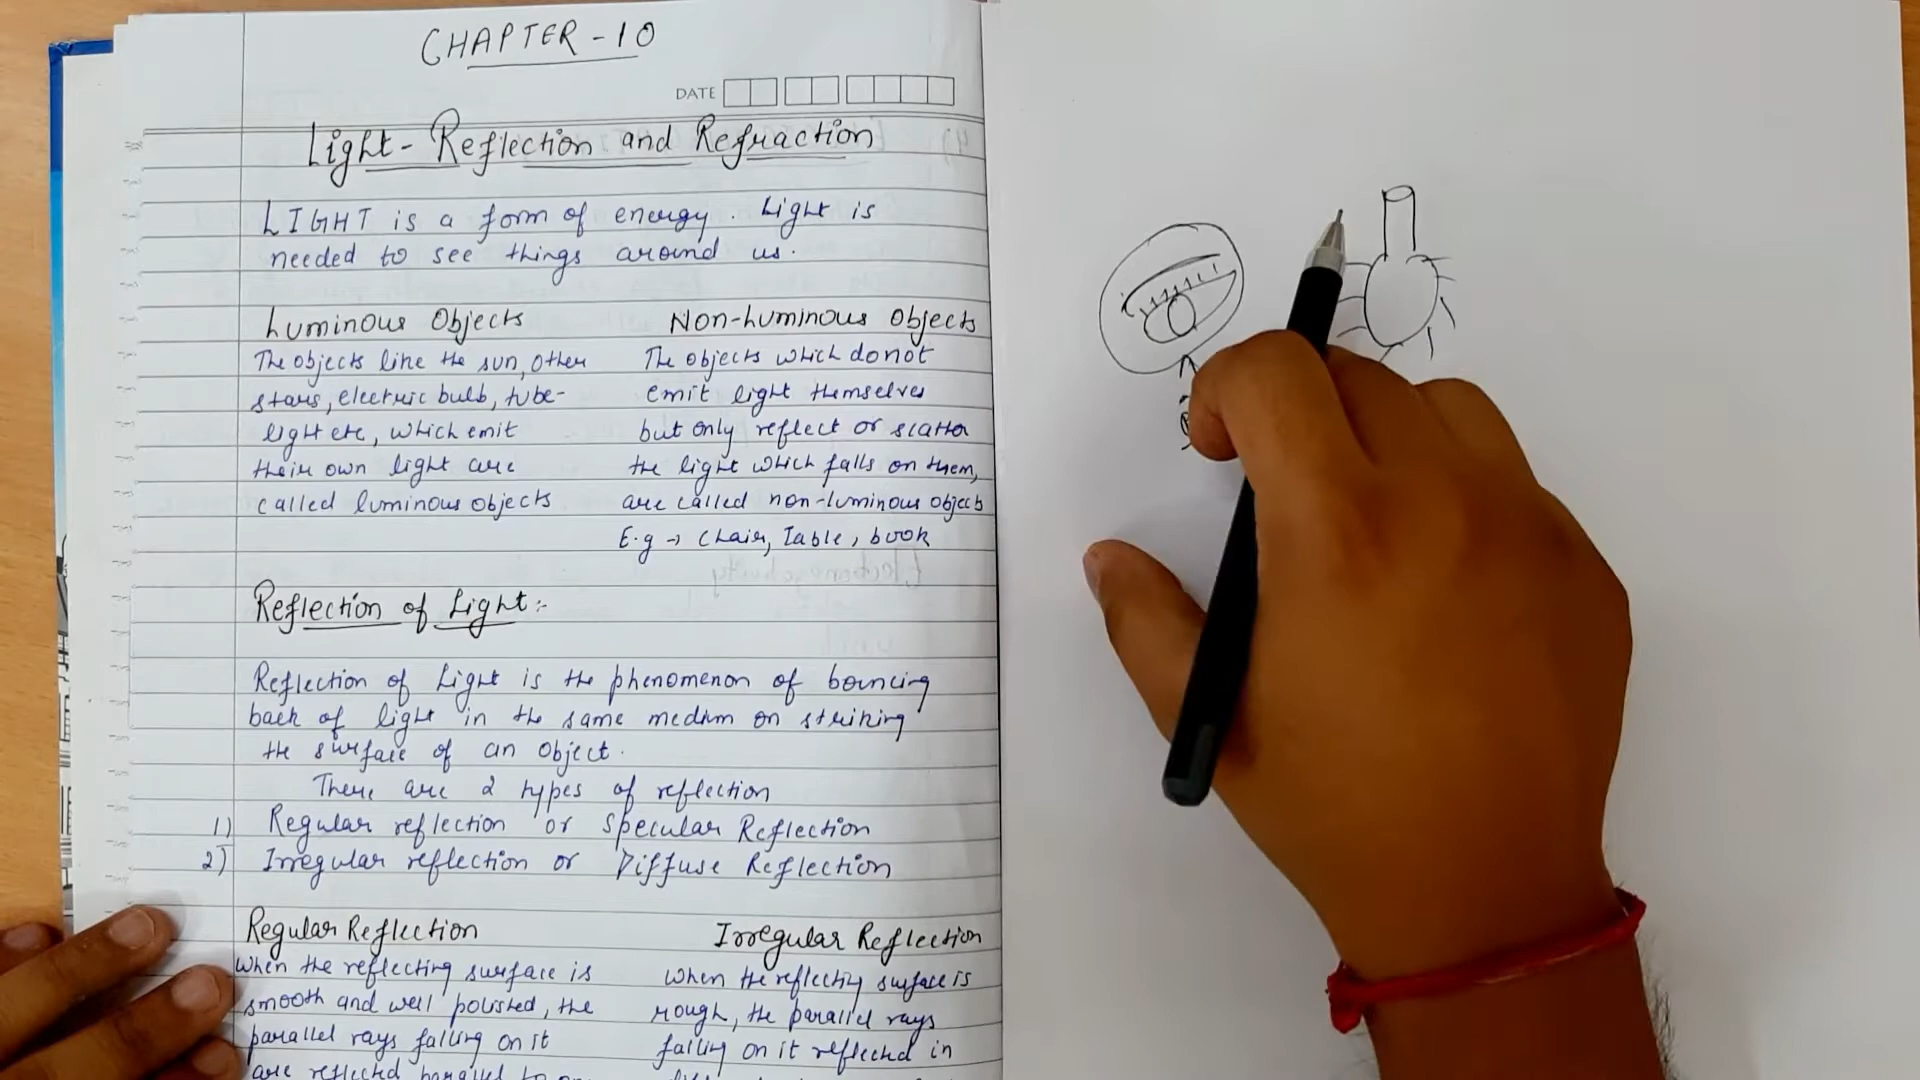 CHAPTER-10
DATE
Light- Reflection and Refraction
LIGHT is a form of energy. Light is
needed to see things around us.
Luminous Objects
The objects like the sun, other
stars, electric bulb, tube-
light etc, which emit
their own light are
called luminous objects
Non-Luminous Objects
The objects which donot
emit light themselves
but only reflect or scatter
the light which falls on them,
are called non-luminous objects
E.g → Chair, Table, book
Reflection of Light:-
Reflection of Light is the phenomenon of bouncing
back of light in the same medium on striking
the surface of an object.
There are 2 types of reflection
1) Regular reflection or Specular Reflection
2) Irregular reflection or Diffuse Reflection
Regular Reflection
When the reflecting surface is
smooth and well polished, the
parallel rays falling on it
are reflected parallel to
Irregular Reflection
When the reflecting surface is
rough, the parallel rays
falling on it reflected in